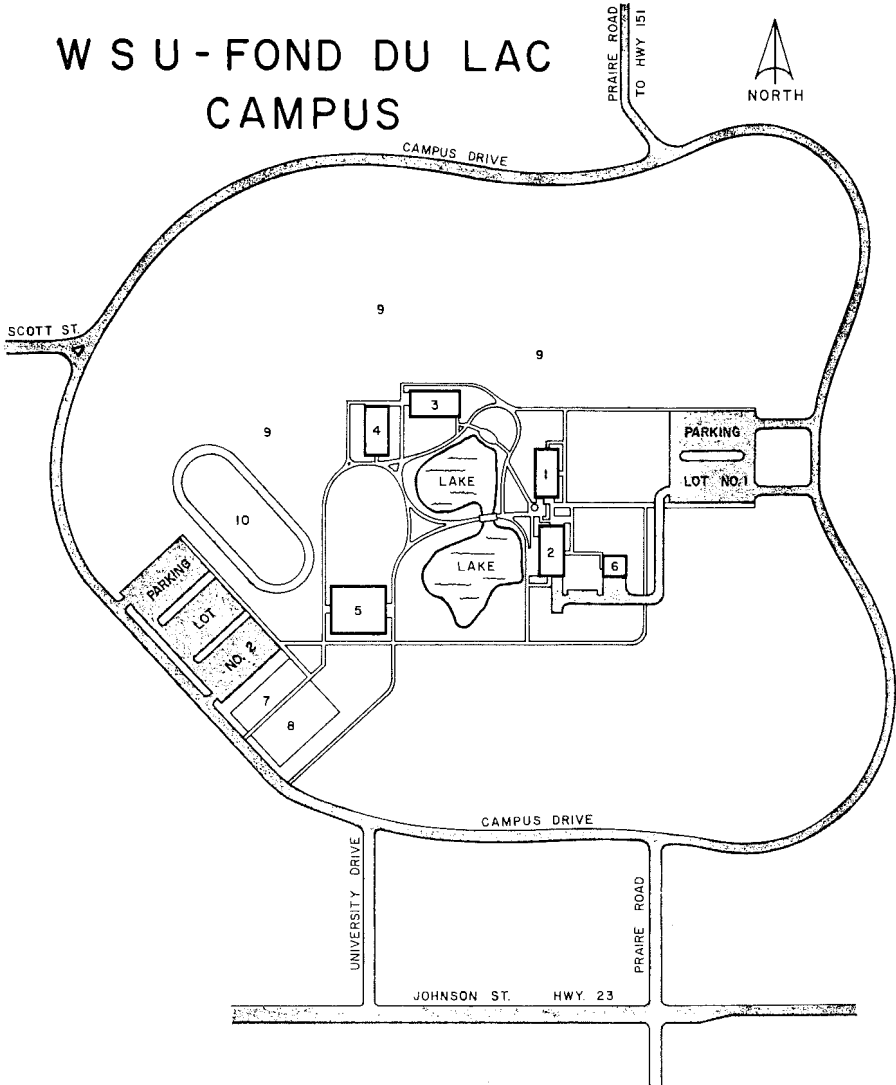 WSU-FOND DU LAC
CAMPUS
PRAIRE ROAD
TO HWY 151
NORTH
CAMPUS DRIVE
SCOTT ST.
9
9
9
3
4
1
PARKING
LOT NO.1
LAKE
10
2
6
LAKE
5
PARKING
LOT
NO. 2
7
8
CAMPUS DRIVE
UNIVERSITY DRIVE
PRAIRE ROAD
JOHNSON ST. HWY. 23